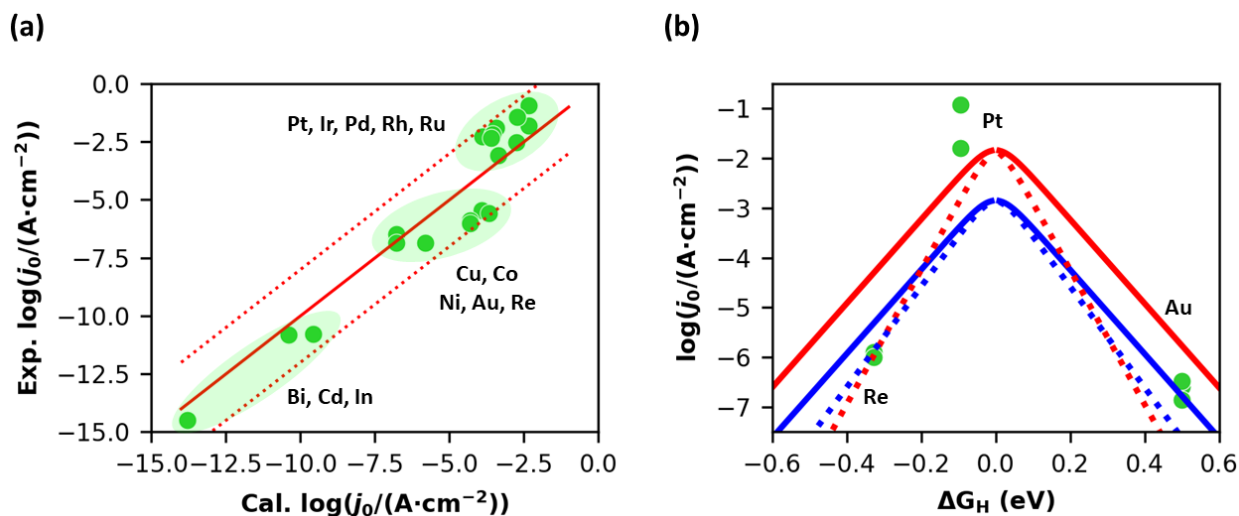 (a)
(b)
Exp. log(j₀/(A·cm⁻²))
0.0
−2.5
−5.0
−7.5
−10.0
−12.5
−15.0
Pt, Ir, Pd, Rh, Ru
Cu, Co
Ni, Au, Re
Bi, Cd, In
−15.0 −12.5 −10.0 −7.5 −5.0 −2.5 0.0
Cal. log(j₀/(A·cm⁻²))
log(j₀/(A·cm⁻²))
−1
−2
−3
−4
−5
−6
−7
Pt
Au
Re
−0.6 −0.4 −0.2 0.0 0.2 0.4 0.6
ΔG_H (eV)